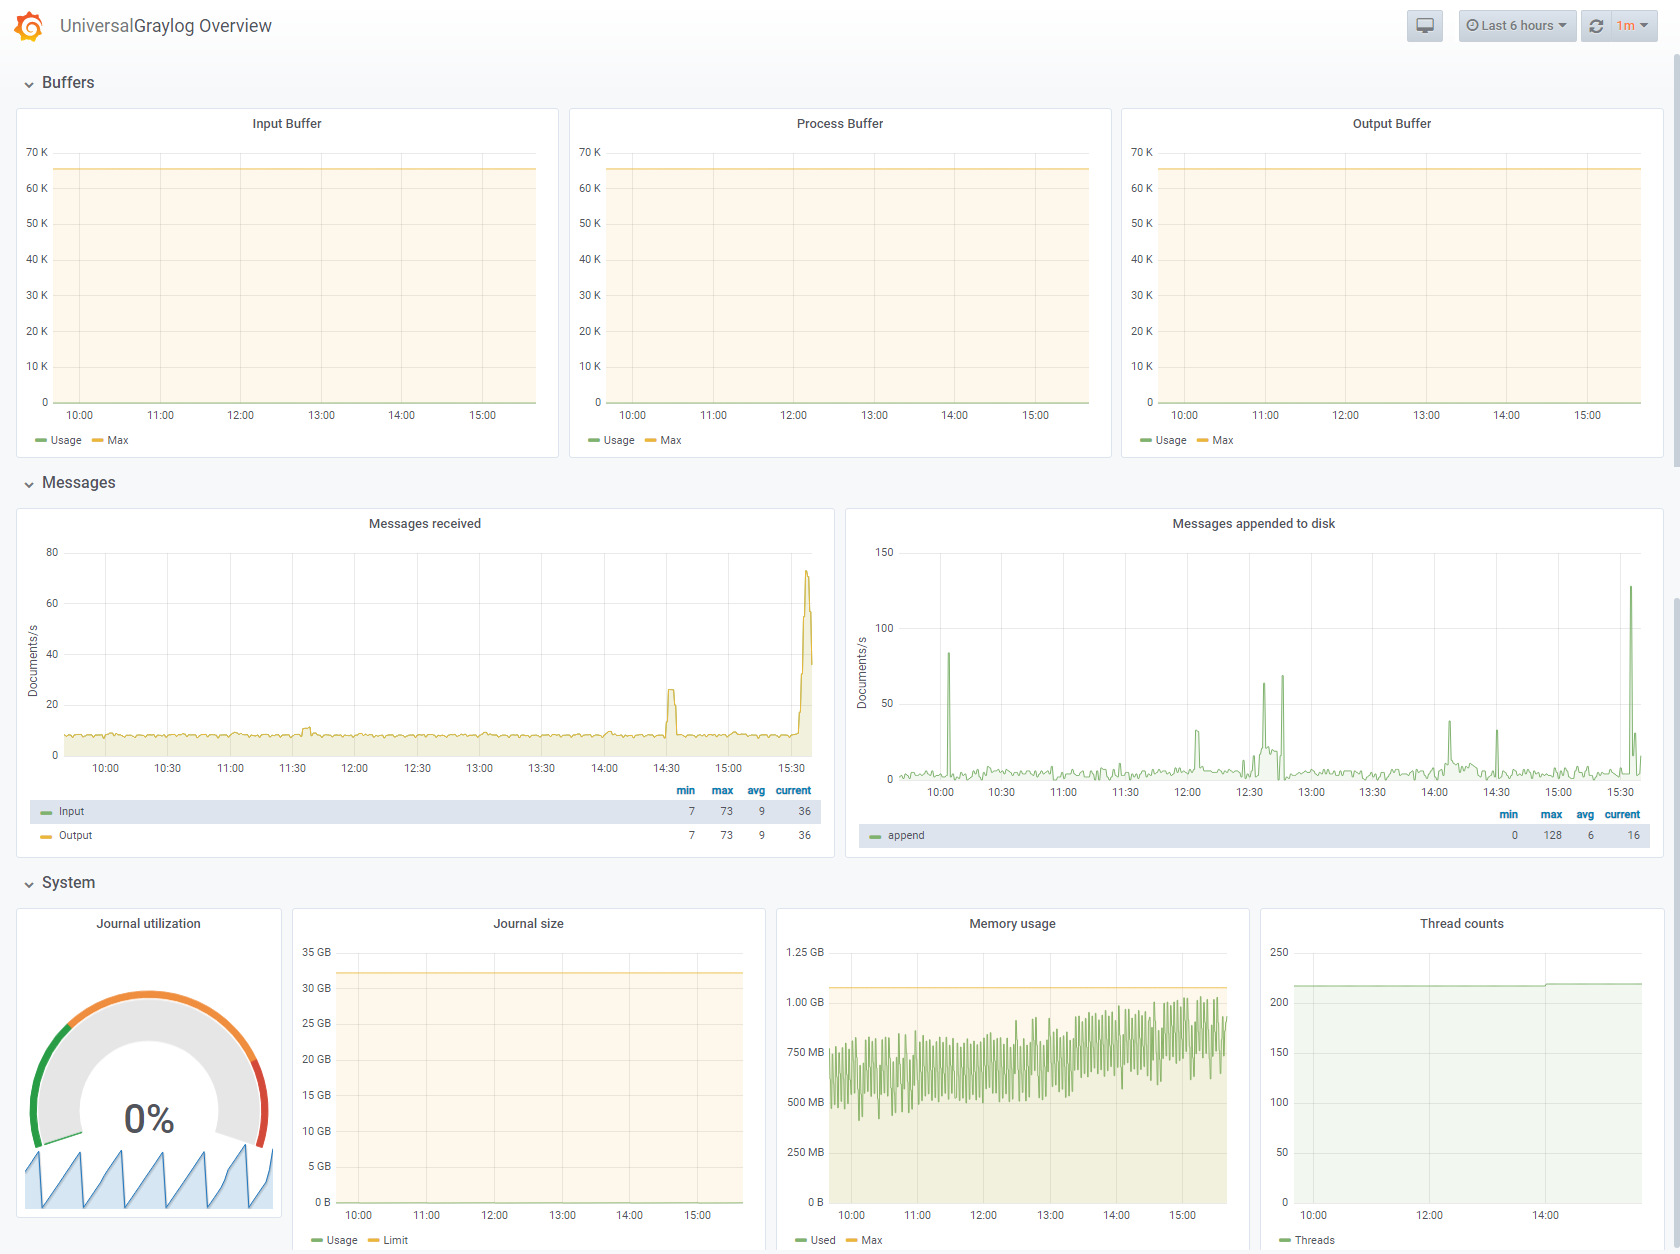 UniversalGraylog Overview
Last 6 hours
1m
Buffers
Input Buffer
70 K
60 K
50 K
40 K
30 K
20 K
10 K
0
10:00 11:00 12:00 13:00 14:00 15:00
Usage Max
Process Buffer
70 K
60 K
50 K
40 K
30 K
20 K
10 K
0
10:00 11:00 12:00 13:00 14:00 15:00
Usage Max
Output Buffer
70 K
60 K
50 K
40 K
30 K
20 K
10 K
0
10:00 11:00 12:00 13:00 14:00 15:00
Usage Max
Messages
Messages received
Documents/s
80
60
40
20
0
10:00 10:30 11:00 11:30 12:00 12:30 13:00 13:30 14:00 14:30 15:00 15:30
min max avg current
Input 7 73 9 36
Output 7 73 9 36
Messages appended to disk
Documents/s
150
100
50
0
10:00 10:30 11:00 11:30 12:00 12:30 13:00 13:30 14:00 14:30 15:00 15:30
min max avg current
append 0 128 6 16
System
Journal utilization
0%
Journal size
35 GB
30 GB
25 GB
20 GB
15 GB
10 GB
5 GB
0 B
10:00 11:00 12:00 13:00 14:00 15:00
Usage Limit
Memory usage
1.25 GB
1.00 GB
750 MB
500 MB
250 MB
0 B
10:00 11:00 12:00 13:00 14:00 15:00
Used Max
Thread counts
250
200
150
100
50
0
10:00 12:00 14:00
Threads